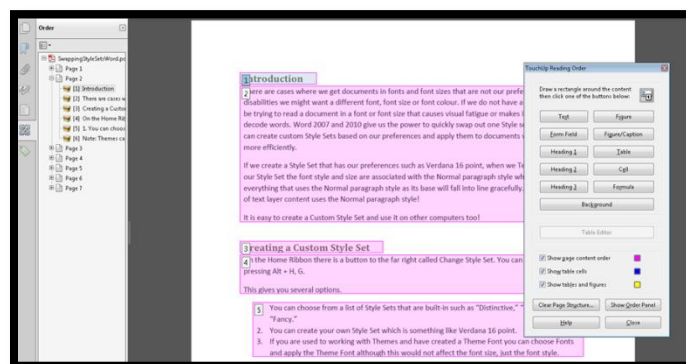 Order
SwappingStyleSetsWord.pc
Page 1
Page 2
[1] Introduction
[2] There are cases w
[3] Creating a Custom
[4] On the Home Rib
[5] 1. You can choos
[6] Note: Themes ca
Page 3
Page 4
Page 5
Page 6
Page 7
1 ntroduction
2 here are cases where we get documents in fonts and font sizes that are not our prefe
disabilities we might want a different font, font size or font colour. If we do not have a
be trying to read a document in a font or font size that causes visual fatigue or makes i
decode words. Word 2007 and 2010 give us the power to quickly swap out one Style Se
can create custom Style Sets based on our preferences and apply them to documents
more efficiently.
If we create a Style Set that has our preferences such as Verdana 16 point, when we Te
our Style Set the font style and size are associated with the Normal paragraph style
everything that uses the Normal paragraph style as its base will fall into line gracefully.
of text layer content uses the Normal paragraph style!
It is easy to create a Custom Style Set and use it on other computers too!
3 reating a Custom Style Set
4 n the Home Ribbon there is a button to the far right called Change Style Set. You can
pressing Alt + H, G.
This gives you several options.
5 You can choose from a list of Style Sets that are built-in such as "Distinctive," "
"Fancy."
2. You can create your own Style Set which is something like Verdana 16 point.
3. If you are used to working with Themes and have created a Theme Font you can choose Fonts
and apply the Theme Font although this would not affect the font size, just the font style.
TouchUp Reading Order
Draw a rectangle around the content
then click one of the buttons below:
Text Figure
Form Field Figure/Caption
Heading 1 Table
Heading 2 Cell
Heading 3 Formula
Background
Table Editor
Show page content order
Show table cells
Show tables and figures
Clear Page Structure... Show Order Panel
Help Close